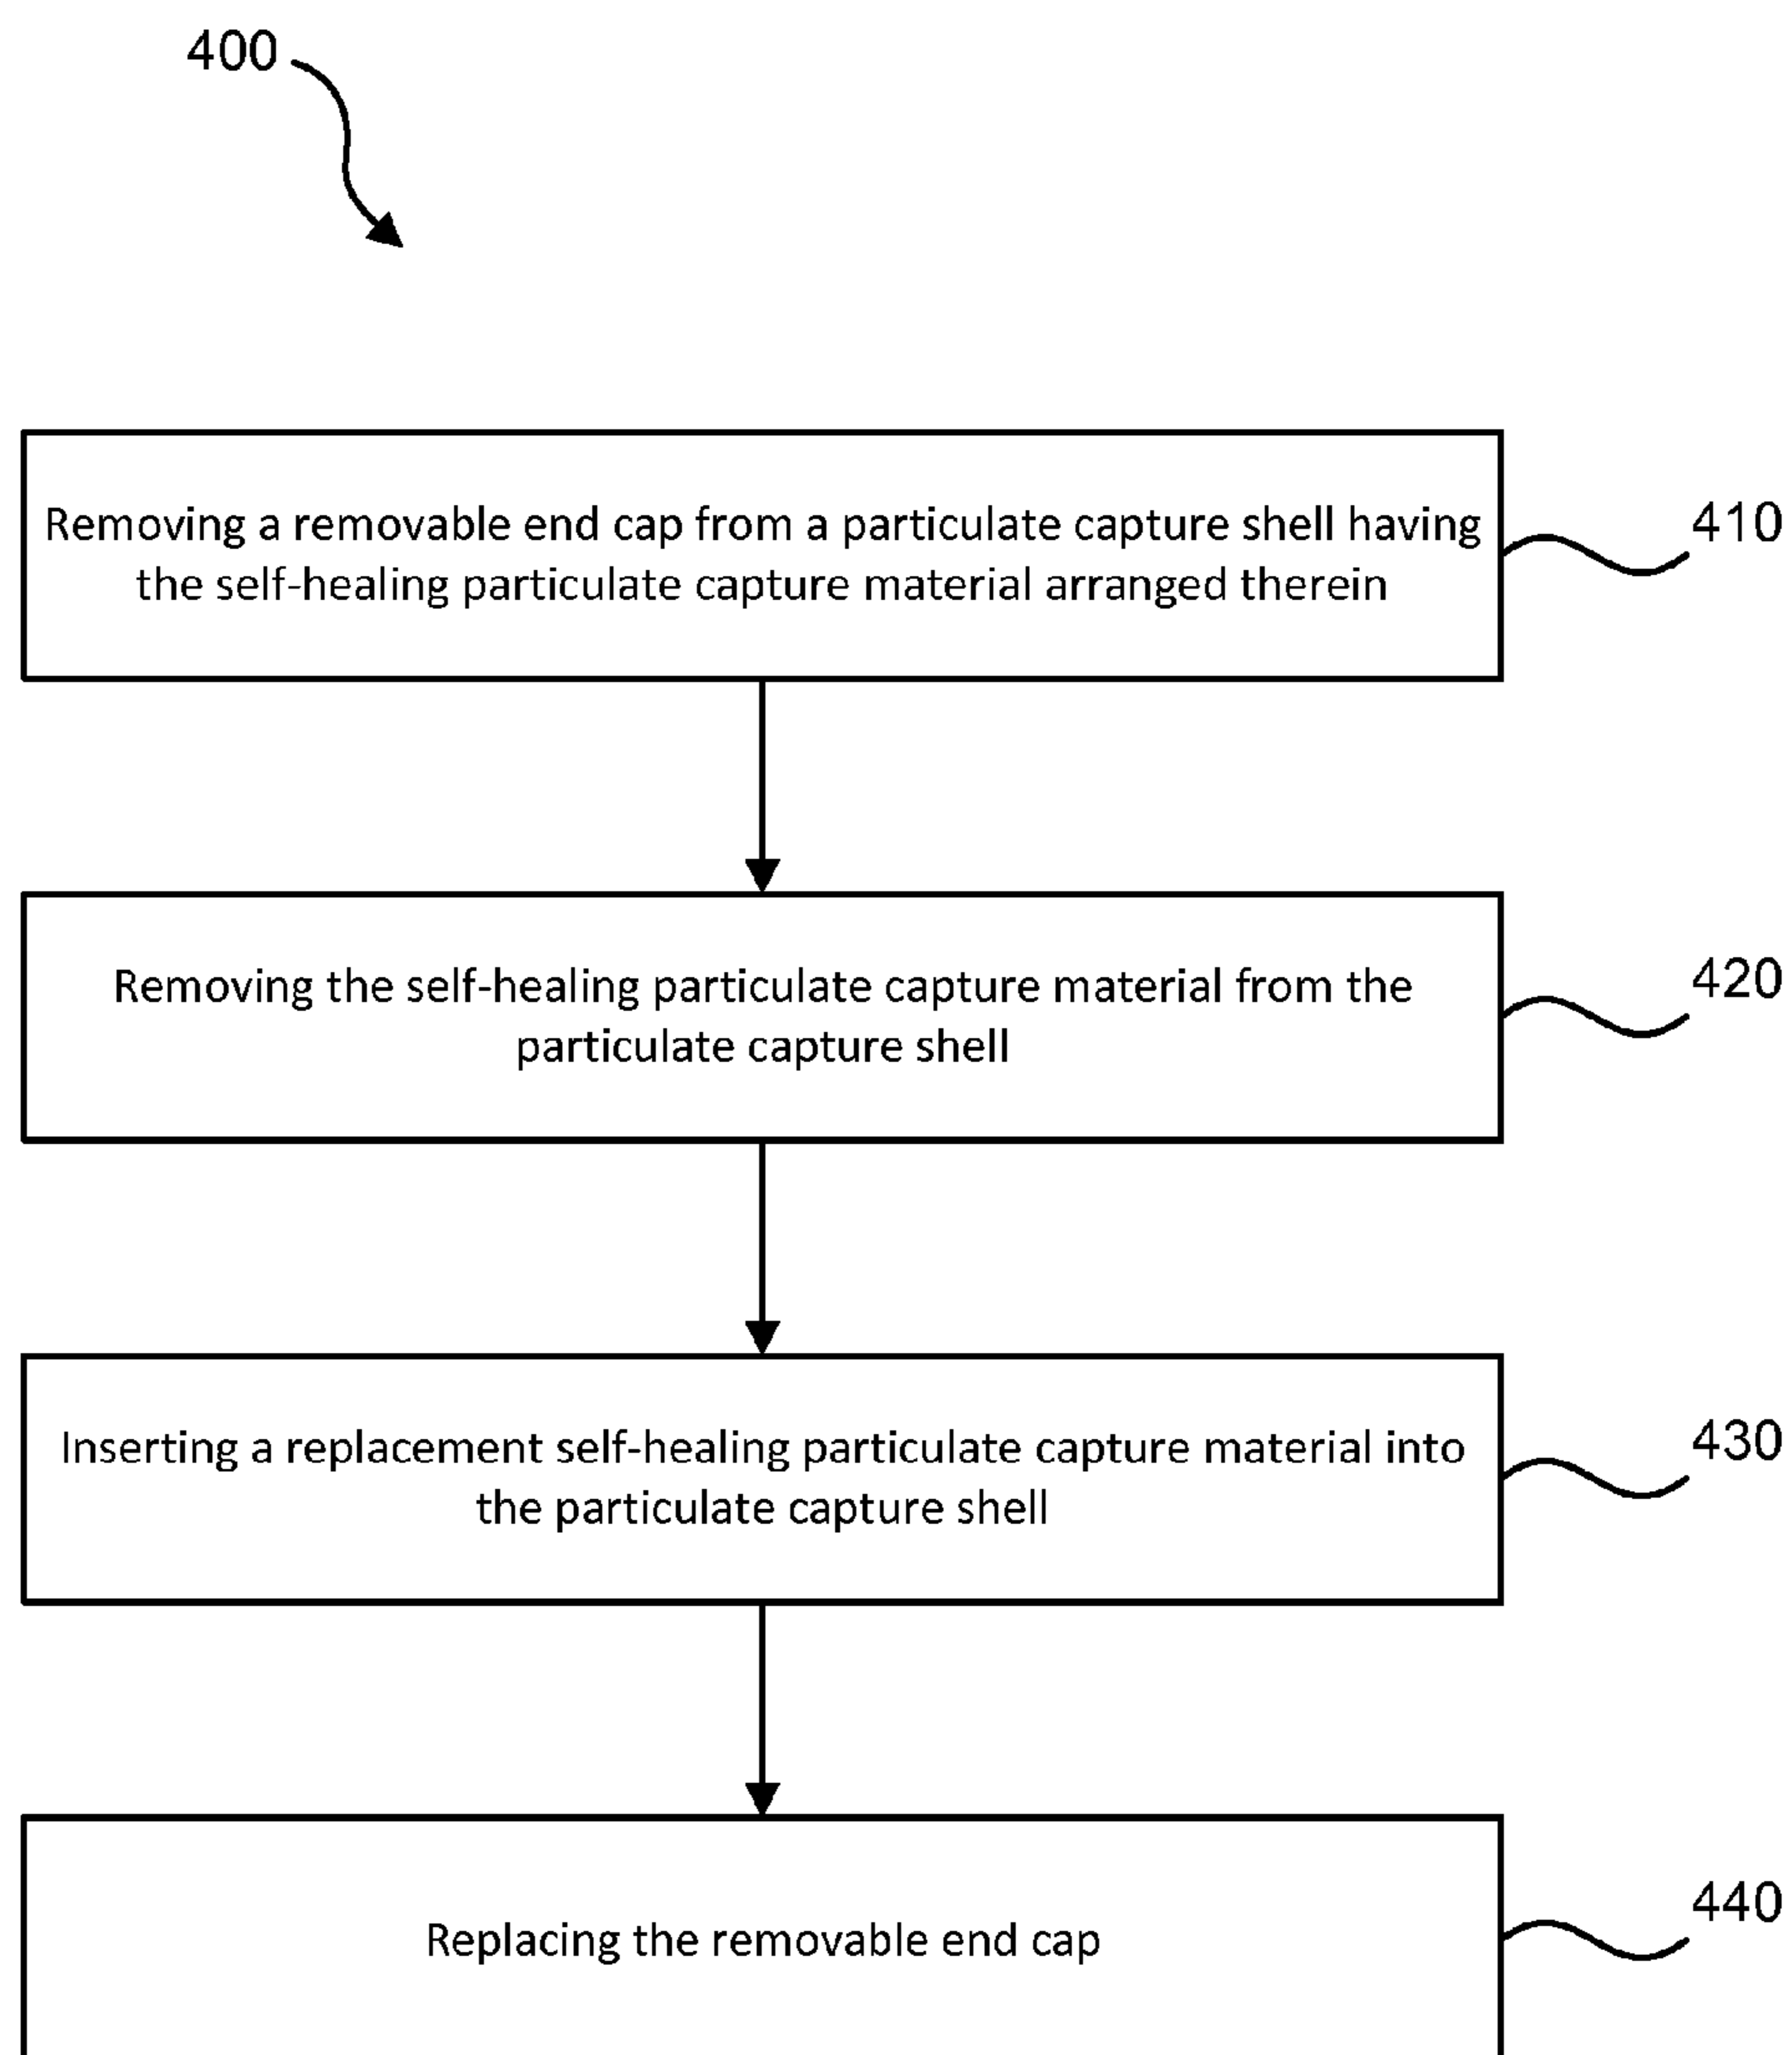 400
Removing a removable end cap from a particulate capture shell having
the self-healing particulate capture material arranged therein
410
Removing the self-healing particulate capture material from the
particulate capture shell
420
Inserting a replacement self-healing particulate capture material into
the particulate capture shell
430
Replacing the removable end cap
440